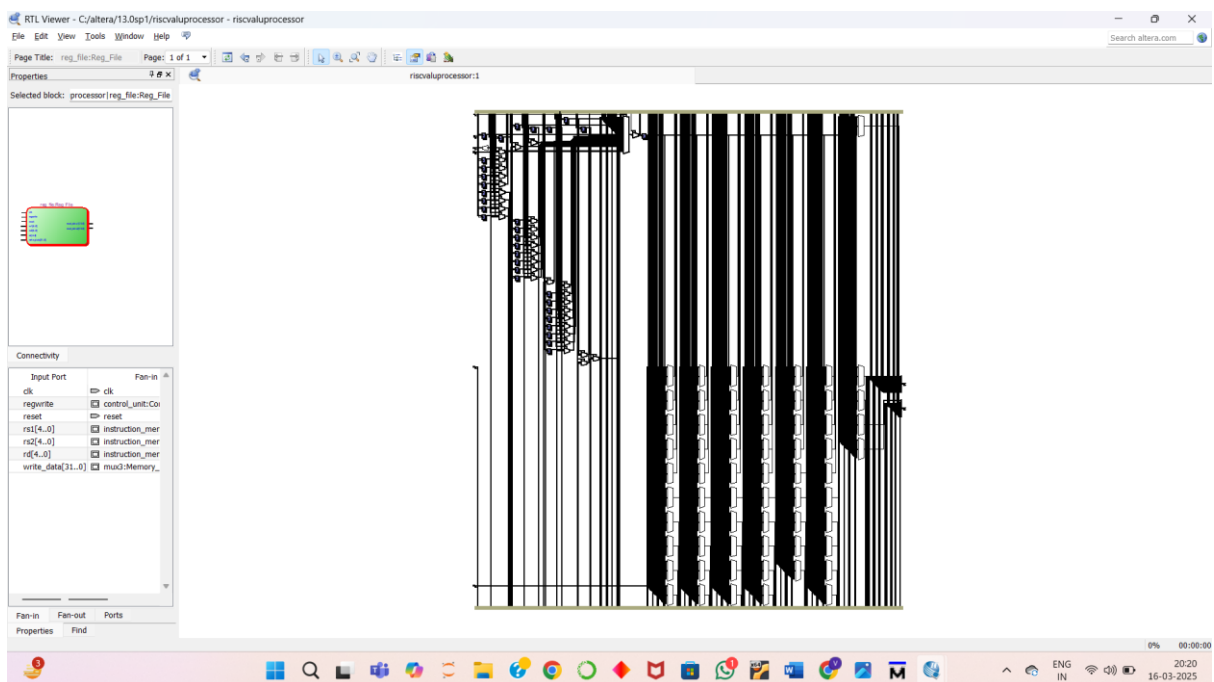 RTL Viewer - C:/altera/13.0sp1/riscvaluprocessor - riscvaluprocessor
File Edit View Tools Window Help
Search altera.com
Page Title: reg_file:Reg_File Page: 1 of 1
Properties
riscvaluprocessor:1
Selected block: processor|reg_file:Reg_File
Connectivity
Input Port Fan-in
clk clk
regwrite control_unit:Coi
reset reset
rs1[4..0] instruction_mer
rs2[4..0] instruction_mer
rd[4..0] instruction_mer
write_data[31..0] mux3:Memory_
Fan-in Fan-out Ports
Properties Find
0% 00:00:00
3
ENG
IN
20:20
16-03-2025